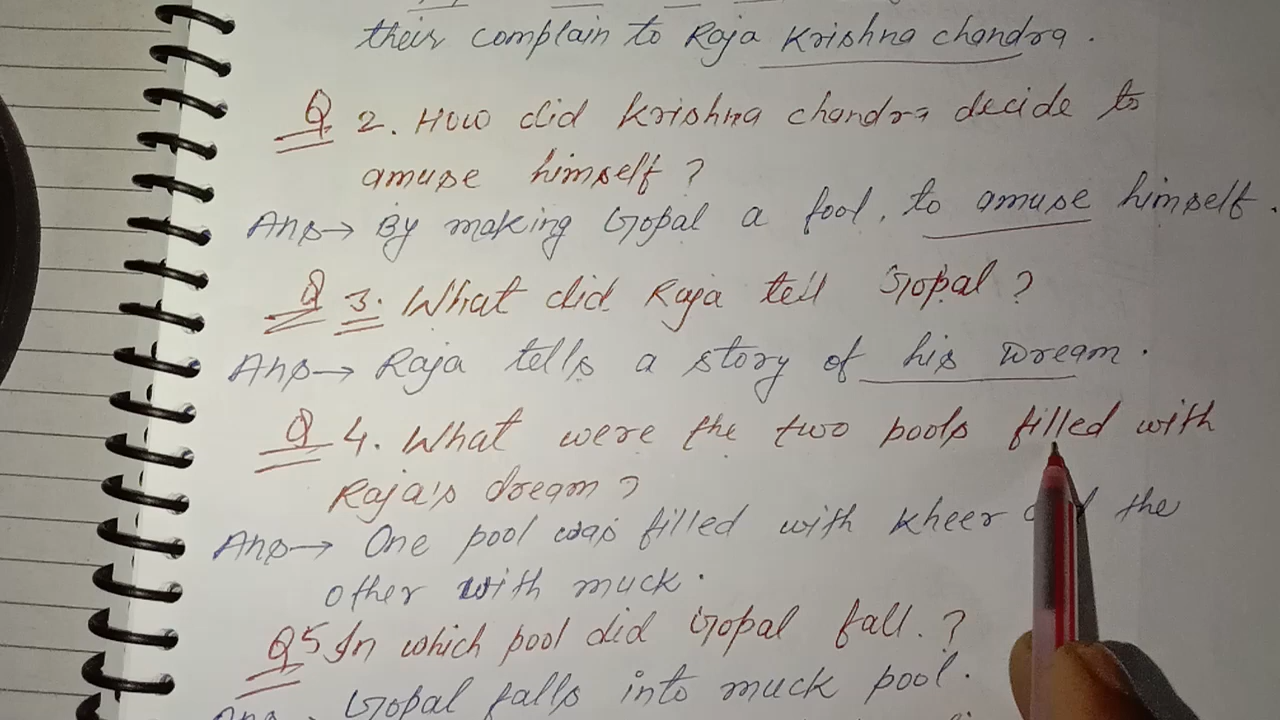 their complain to Raja Krishna chandra.
Q 2. How did Krishna chandra decide to
amuse himself?
Ans→ By making Gopal a fool, to amuse himself.
Q 3. What did Raja tell Gopal?
Ans→ Raja tells a story of his Dream.
Q 4. What were the two pools filled with
Raja's dream?
Ans→ One pool was filled with kheer the
other with muck.
Q5 In which pool did Gopal fall.?
Ans→ Gopal falls into muck pool.